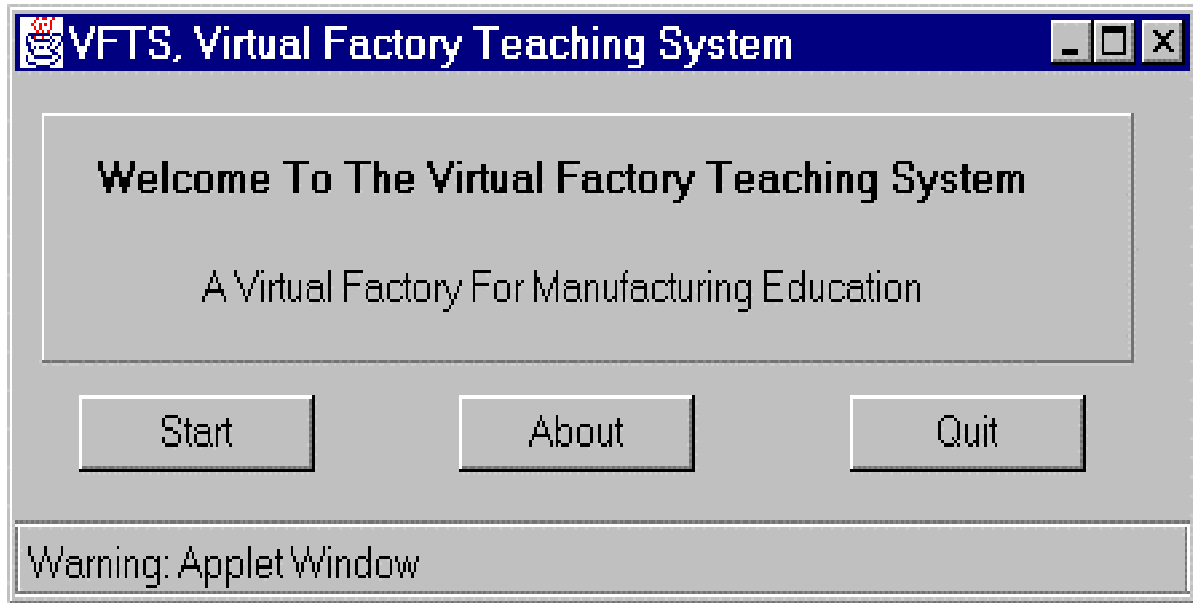 VFTS, Virtual Factory Teaching System
Welcome To The Virtual Factory Teaching System
A Virtual Factory For Manufacturing Education
Start About Quit
Warning: Applet Window